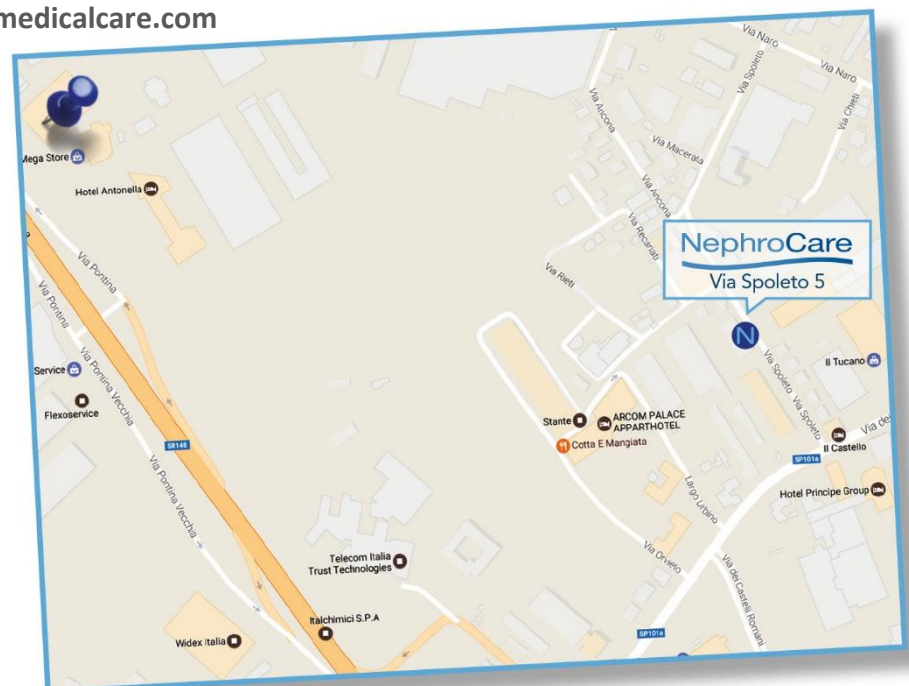 medicalcare.com
Via Naro
Via Naro
Via Spoleto
Via Chieti
Via Ancona
Via Macerata
Mega Store
Hotel Antonella
Via Ancona
Via Recanati
NephroCare
Via Spoleto 5
Via Pontina
Via Pontina
Via Rieti
N
Service
Via Pontina Vecchia
Flexoservice
Via Spoleto
Via Spoleto
Il Tucano
Stante
ARCOM PALACE
APPARTHOTEL
Cotta E Mangiata
SR148
Il Castello
Via de
SP101a
Via Pontina Vecchia
Largo Urbino
Hotel Principe Group
Telecom Italia
Trust Technologies
Via Orvieto
Via dei Castelli Romani
Italchimici S.P.A
Widex Italia
SP101a